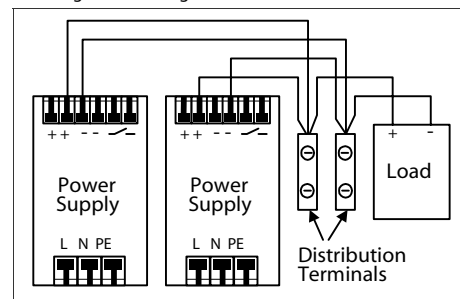 + + - -
+ + - -
+ -
Power
Supply
Power
Supply
Load
L N PE
L N PE
Distribution
Terminals